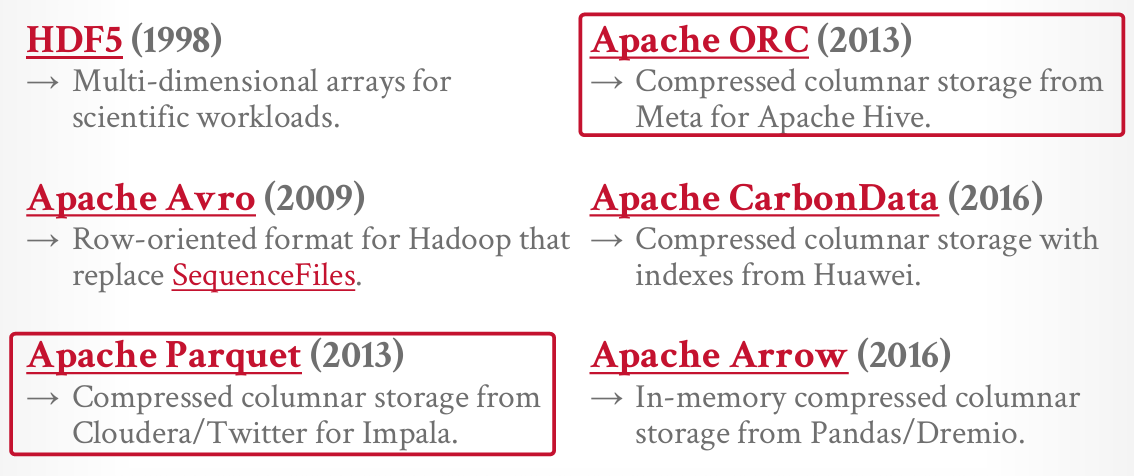 HDF5 (1998)
→ Multi-dimensional arrays for
scientific workloads.
Apache Avro (2009)
→ Row-oriented format for Hadoop that
replace SequenceFiles.
Apache Parquet (2013)
→ Compressed columnar storage from
Cloudera/Twitter for Impala.
Apache ORC (2013)
→ Compressed columnar storage from
Meta for Apache Hive.
Apache CarbonData (2016)
→ Compressed columnar storage with
indexes from Huawei.
Apache Arrow (2016)
→ In-memory compressed columnar
storage from Pandas/Dremio.